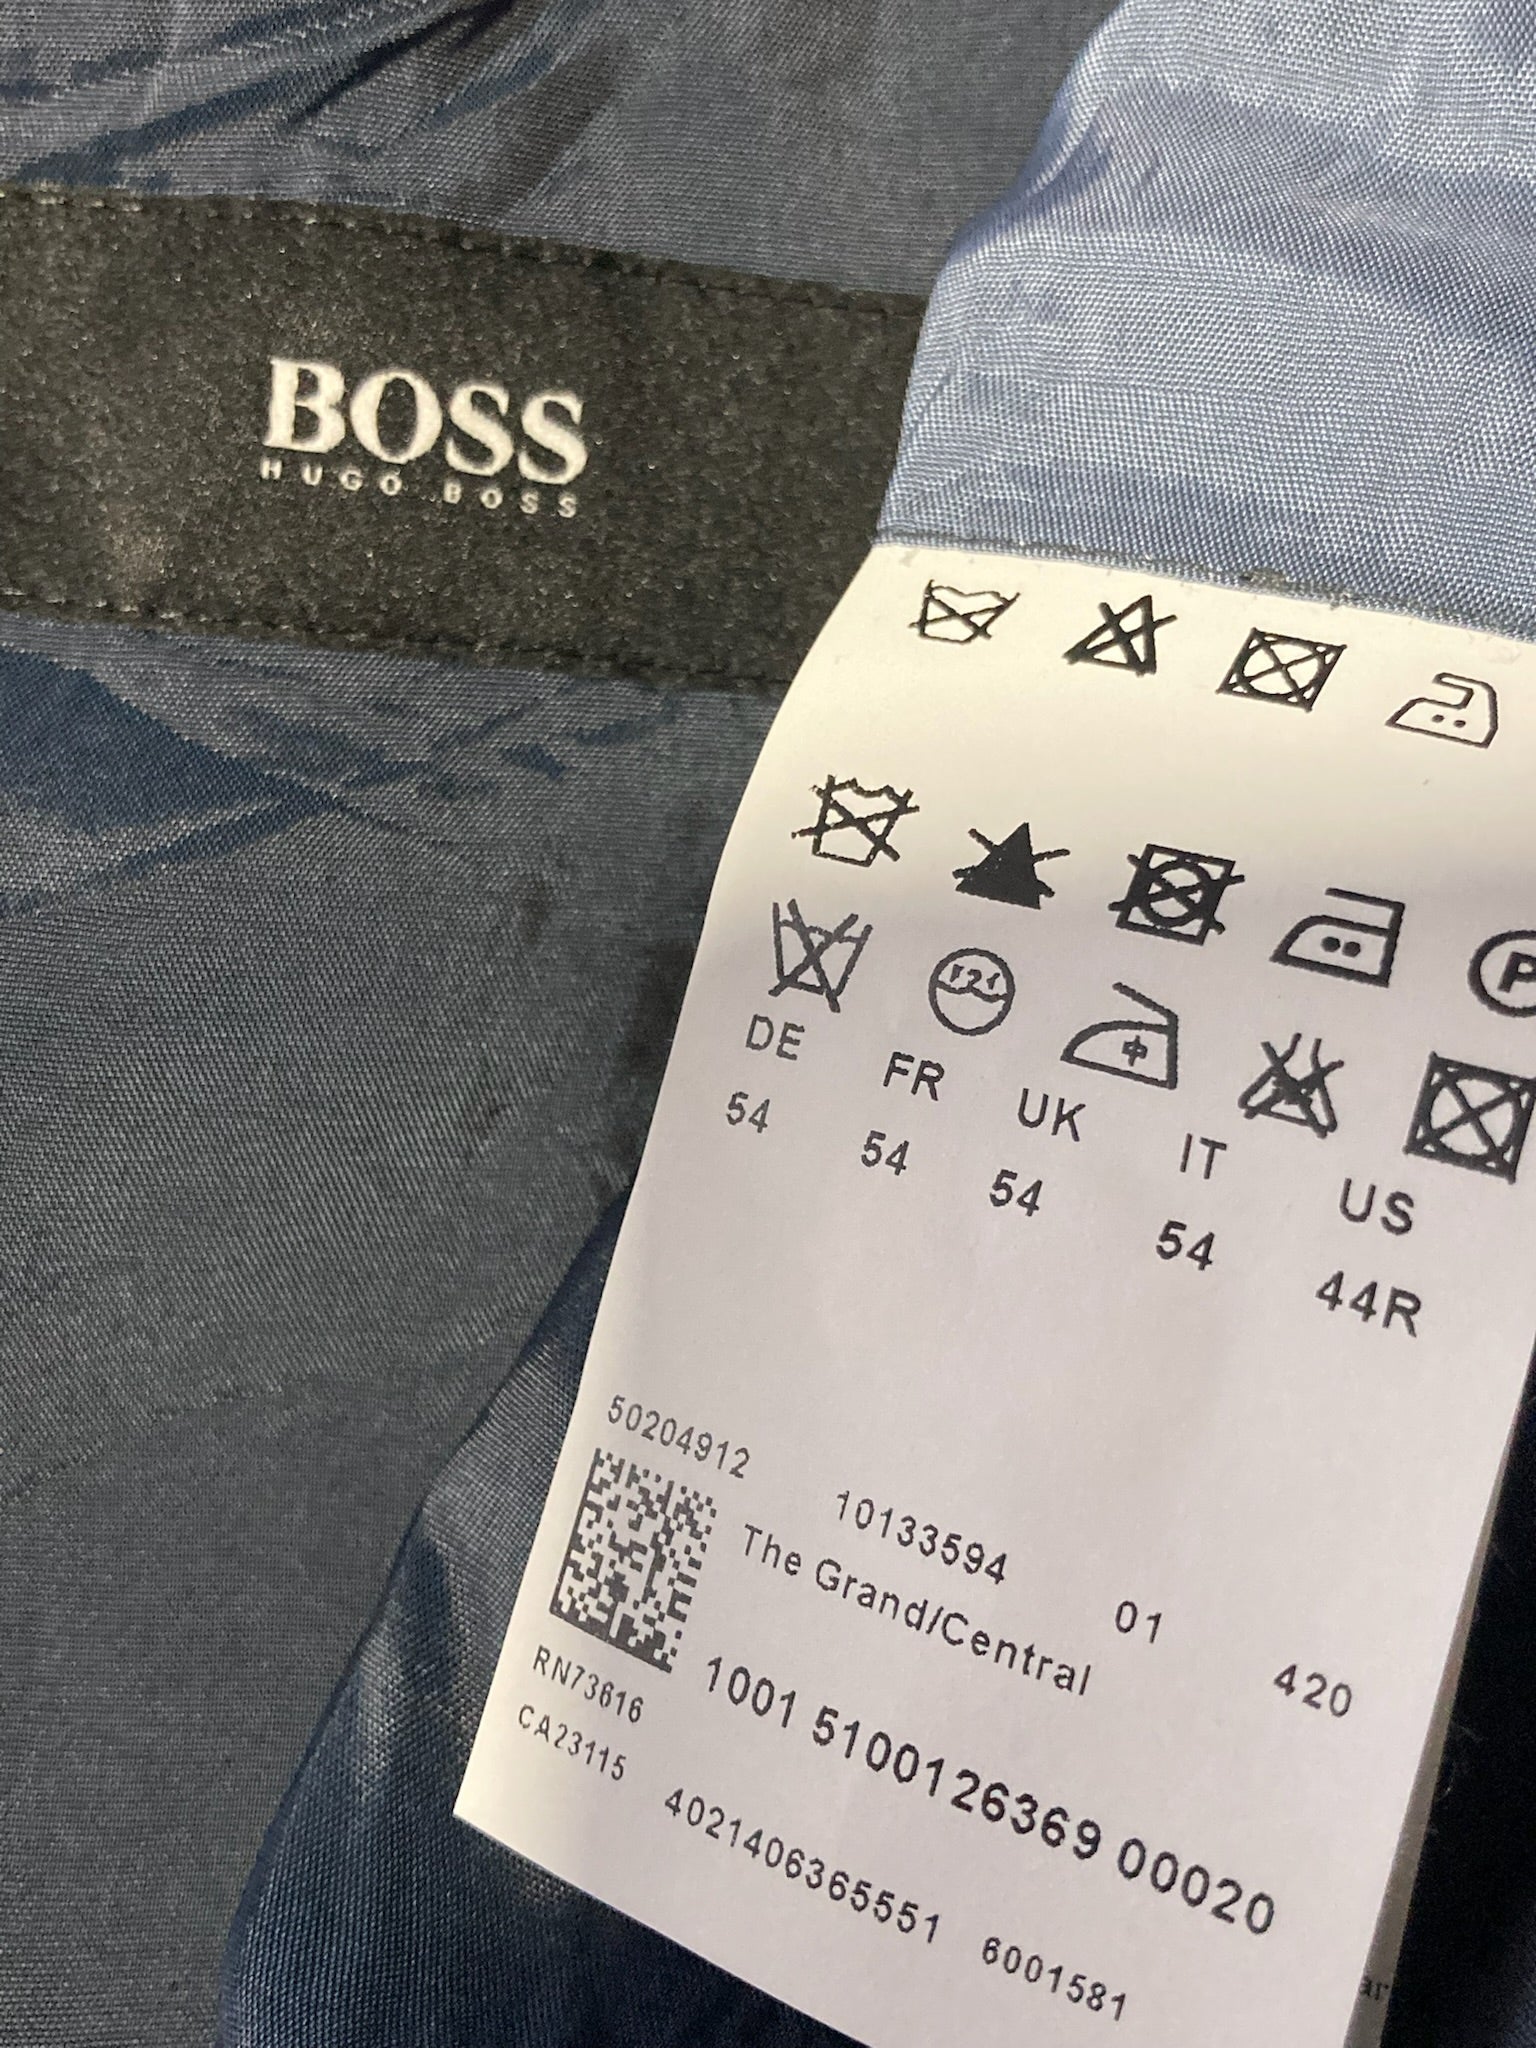 BOSS
HUGO BOSS
P
DE FR UK IT US
54 54 54 54 44R
50204912 10133594 01 420
The Grand/Central
1001 5100126369 00020
RN73616
CA23115
4021406365551 6001581